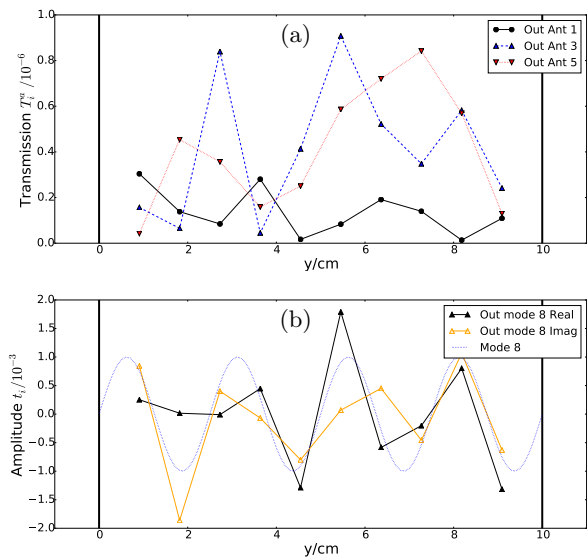 (a)
Out Ant 1
Out Ant 3
Out Ant 5
Transmission $T_i^a$ /10⁻⁶
1.0
0.8
0.6
0.4
0.2
0.0
0 2 4 6 8 10
y/cm
(b)
Out mode 8 Real
Out mode 8 Imag
Mode 8
Amplitude $t_i$/10⁻³
2.0
1.5
1.0
0.5
0.0
−0.5
−1.0
−1.5
−2.0
0 2 4 6 8 10
y/cm